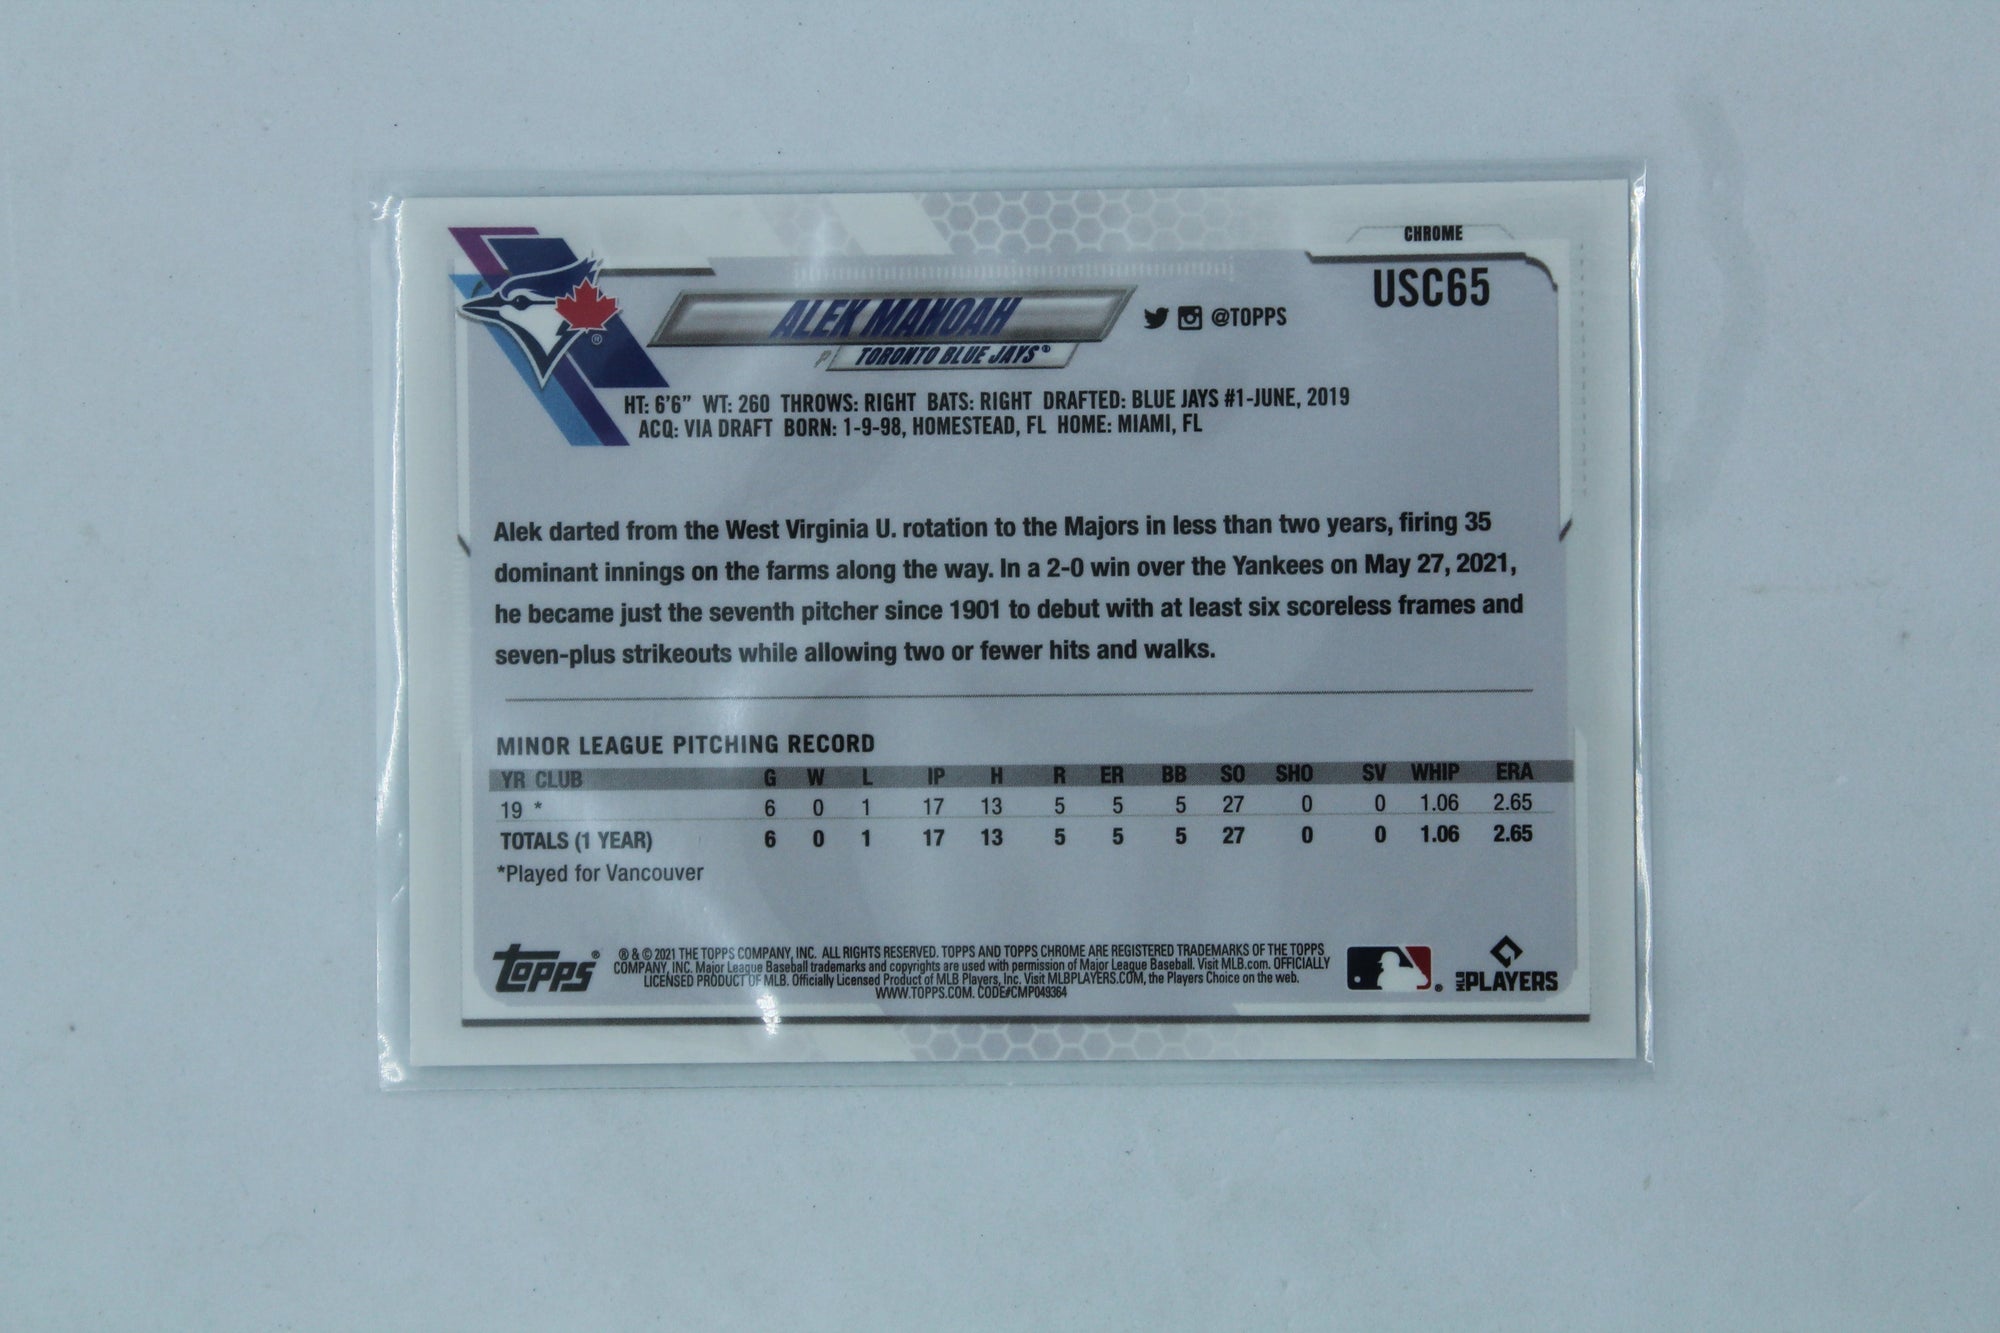 CHROME
USC65
ALEK MANOAH
@TOPPS
P TORONTO BLUE JAYS®
HT: 6'6" WT: 260 THROWS: RIGHT BATS: RIGHT DRAFTED: BLUE JAYS #1-JUNE, 2019
ACQ: VIA DRAFT BORN: 1-9-98, HOMESTEAD, FL HOME: MIAMI, FL
Alek darted from the West Virginia U. rotation to the Majors in less than two years, firing 35
dominant innings on the farms along the way. In a 2-0 win over the Yankees on May 27, 2021,
he became just the seventh pitcher since 1901 to debut with at least six scoreless frames and
seven-plus strikeouts while allowing two or fewer hits and walks.
MINOR LEAGUE PITCHING RECORD
YR CLUB G W L IP H R ER BB SO SHO SV WHIP ERA
19 * 6 0 1 17 13 5 5 5 27 0 0 1.06 2.65
TOTALS (1 YEAR) 6 0 1 17 13 5 5 5 27 0 0 1.06 2.65
*Played for Vancouver
topps®
® & © 2021 THE TOPPS COMPANY, INC. ALL RIGHTS RESERVED. TOPPS AND TOPPS CHROME ARE REGISTERED TRADEMARKS OF THE TOPPS
COMPANY, INC. Major League Baseball trademarks and copyrights are used with permission of Major League Baseball. Visit MLB.com. OFFICIALLY
LICENSED PRODUCT OF MLB. Officially Licensed Product of MLB Players, Inc. Visit MLBPLAYERS.COM, the Players Choice on the web.
WWW.TOPPS.COM. CODE#CMP049364
MLB PLAYERS